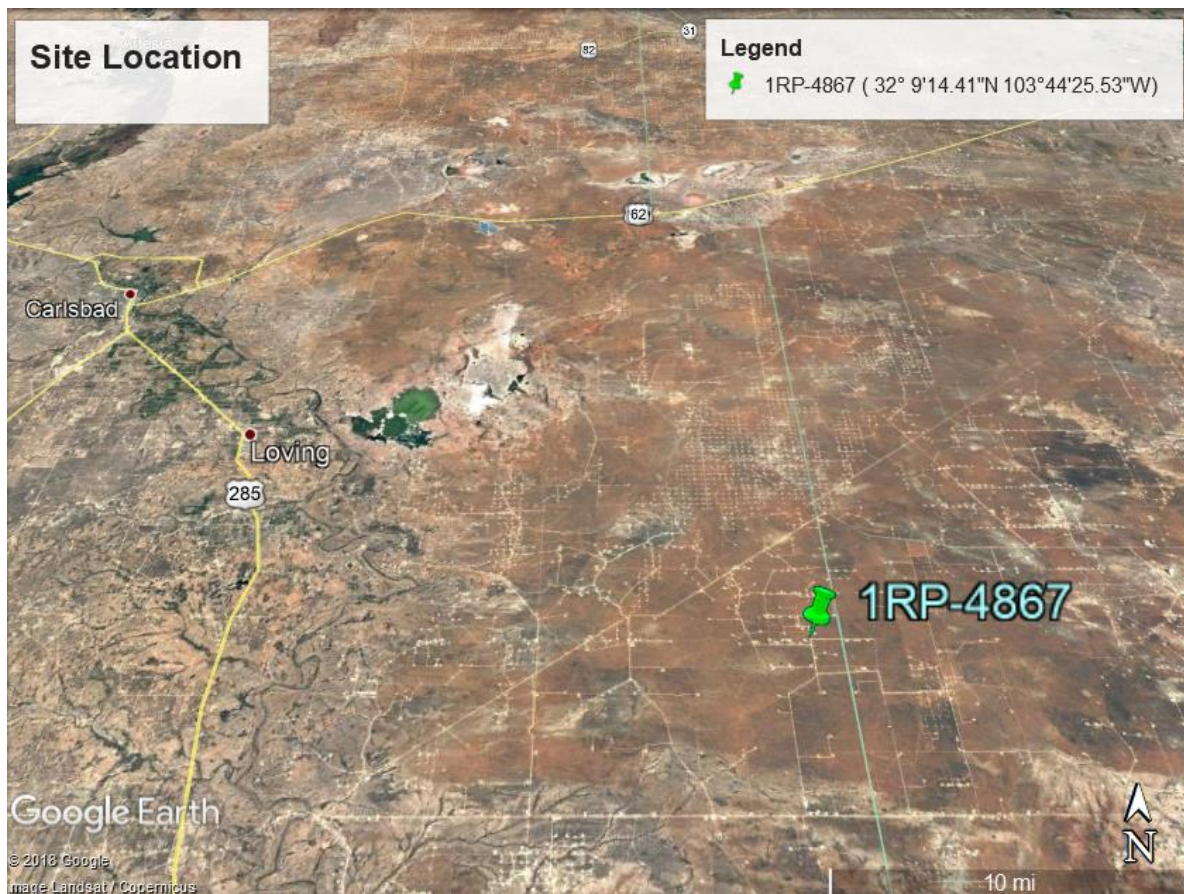 Site Location
Legend
1RP-4867 ( 32° 9'14.41"N 103°44'25.53"W)
31
82
62
Carlsbad
Loving
285
1RP-4867
Google Earth
© 2018 Google
Image Landsat / Copernicus
N
10 mi